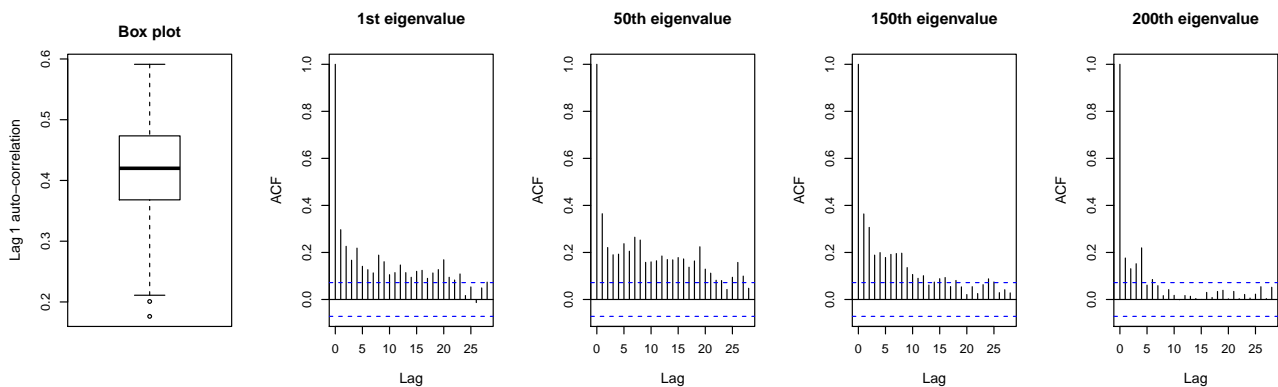 Box plot
Lag 1 auto−correlation
0.2
0.3
0.4
0.5
0.6
1st eigenvalue
ACF
0.0
0.2
0.4
0.6
0.8
1.0
0 5 10 15 20 25
Lag
50th eigenvalue
ACF
0.0
0.2
0.4
0.6
0.8
1.0
0 5 10 15 20 25
Lag
150th eigenvalue
ACF
0.0
0.2
0.4
0.6
0.8
1.0
0 5 10 15 20 25
Lag
200th eigenvalue
ACF
0.0
0.2
0.4
0.6
0.8
1.0
0 5 10 15 20 25
Lag